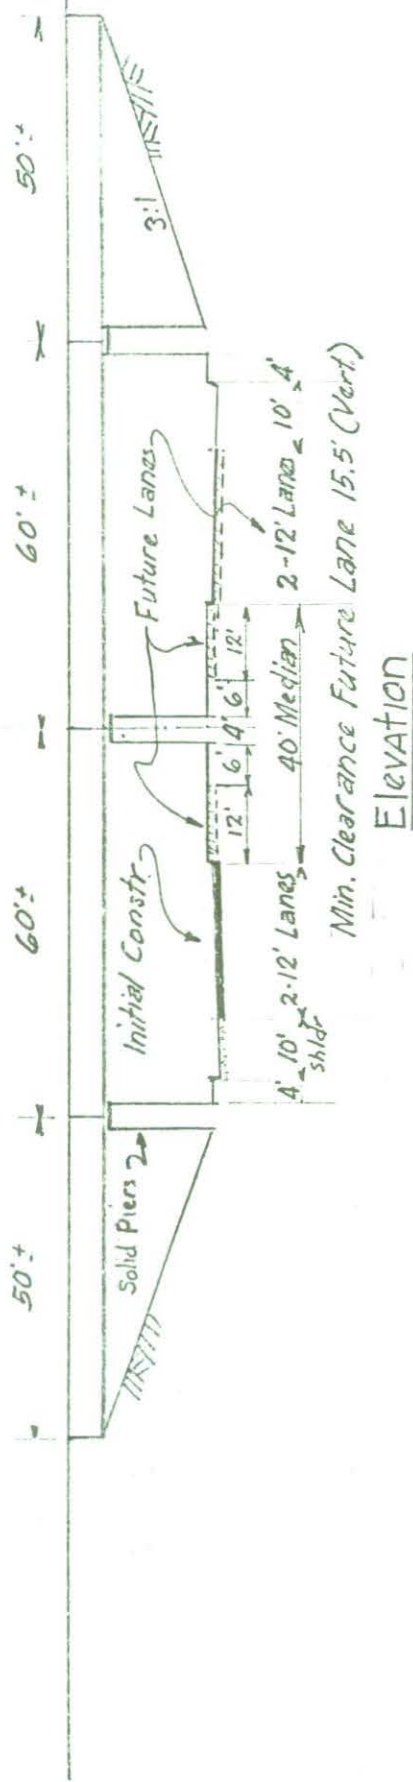 50'± 60'± 60'± 50'±
Solid Piers
Initial Constr.
Future Lanes
3:1
12' 6' 4' 6' 12'
4' 10' shldr 2-12' Lanes
40' Median
2-12' Lanes 10' 4'
Min. Clearance Future Lane 15.5' (Vert.)
Elevation